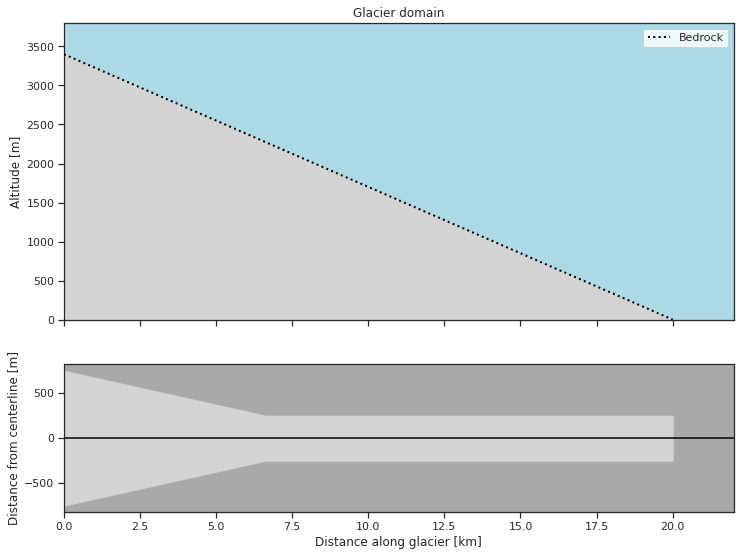 Glacier domain
Bedrock
Altitude [m]
3500
3000
2500
2000
1500
1000
500
0
Distance from centerline [m]
500
0
−500
0.0 2.5 5.0 7.5 10.0 12.5 15.0 17.5 20.0
Distance along glacier [km]